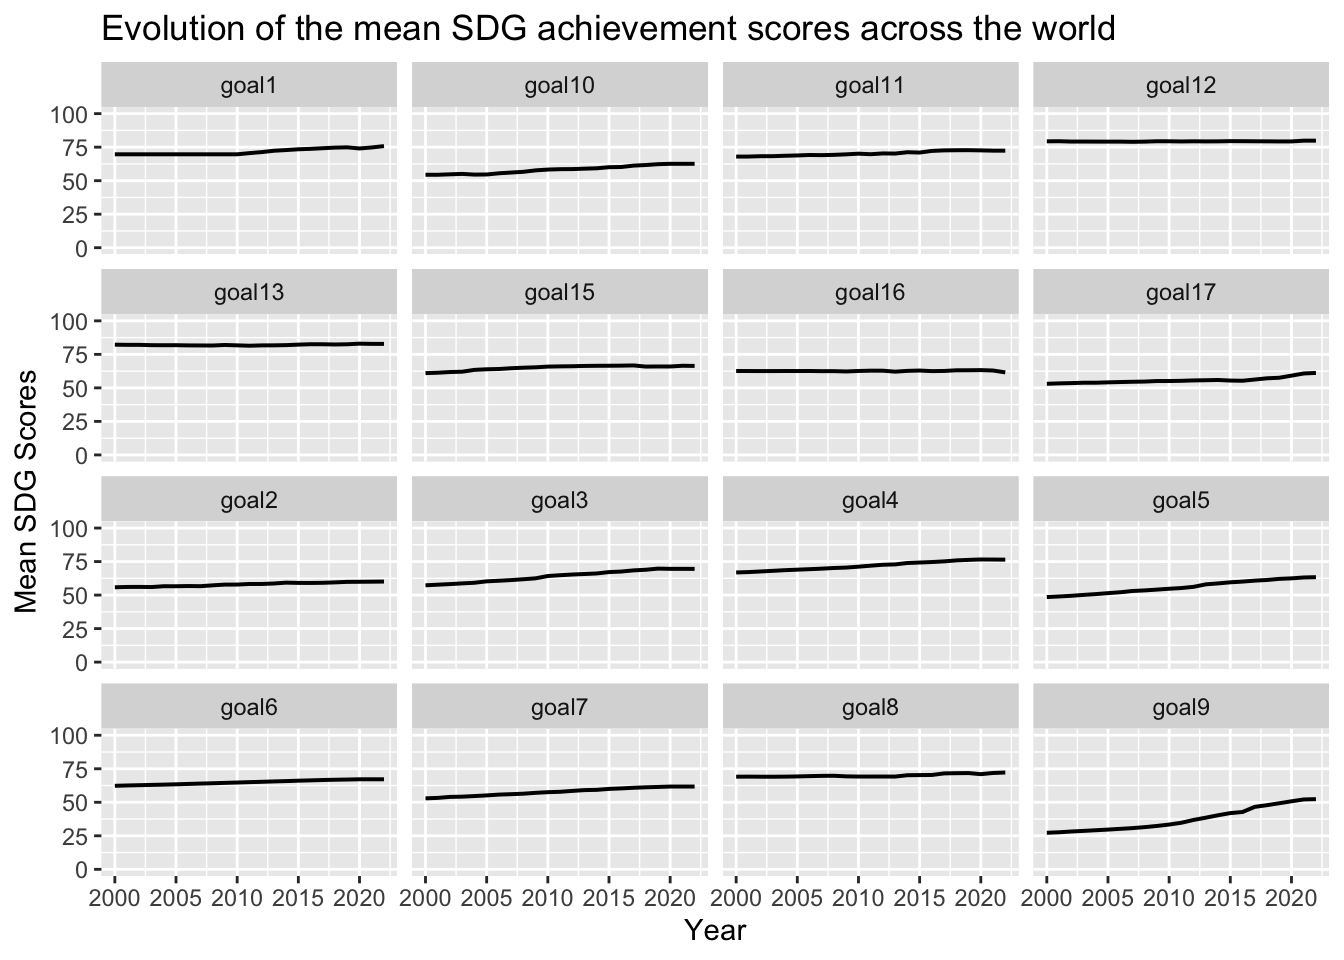 Evolution of the mean SDG achievement scores across the world
goal1 goal10 goal11 goal12
100
75
50
25
0
goal13 goal15 goal16 goal17
100
75
50
25
0
goal2 goal3 goal4 goal5
100
75
50
25
0
goal6 goal7 goal8 goal9
100
75
50
25
0
2000 2005 2010 2015 2020 2000 2005 2010 2015 2020 2000 2005 2010 2015 2020 2000 2005 2010 2015 2020
Year
Mean SDG Scores